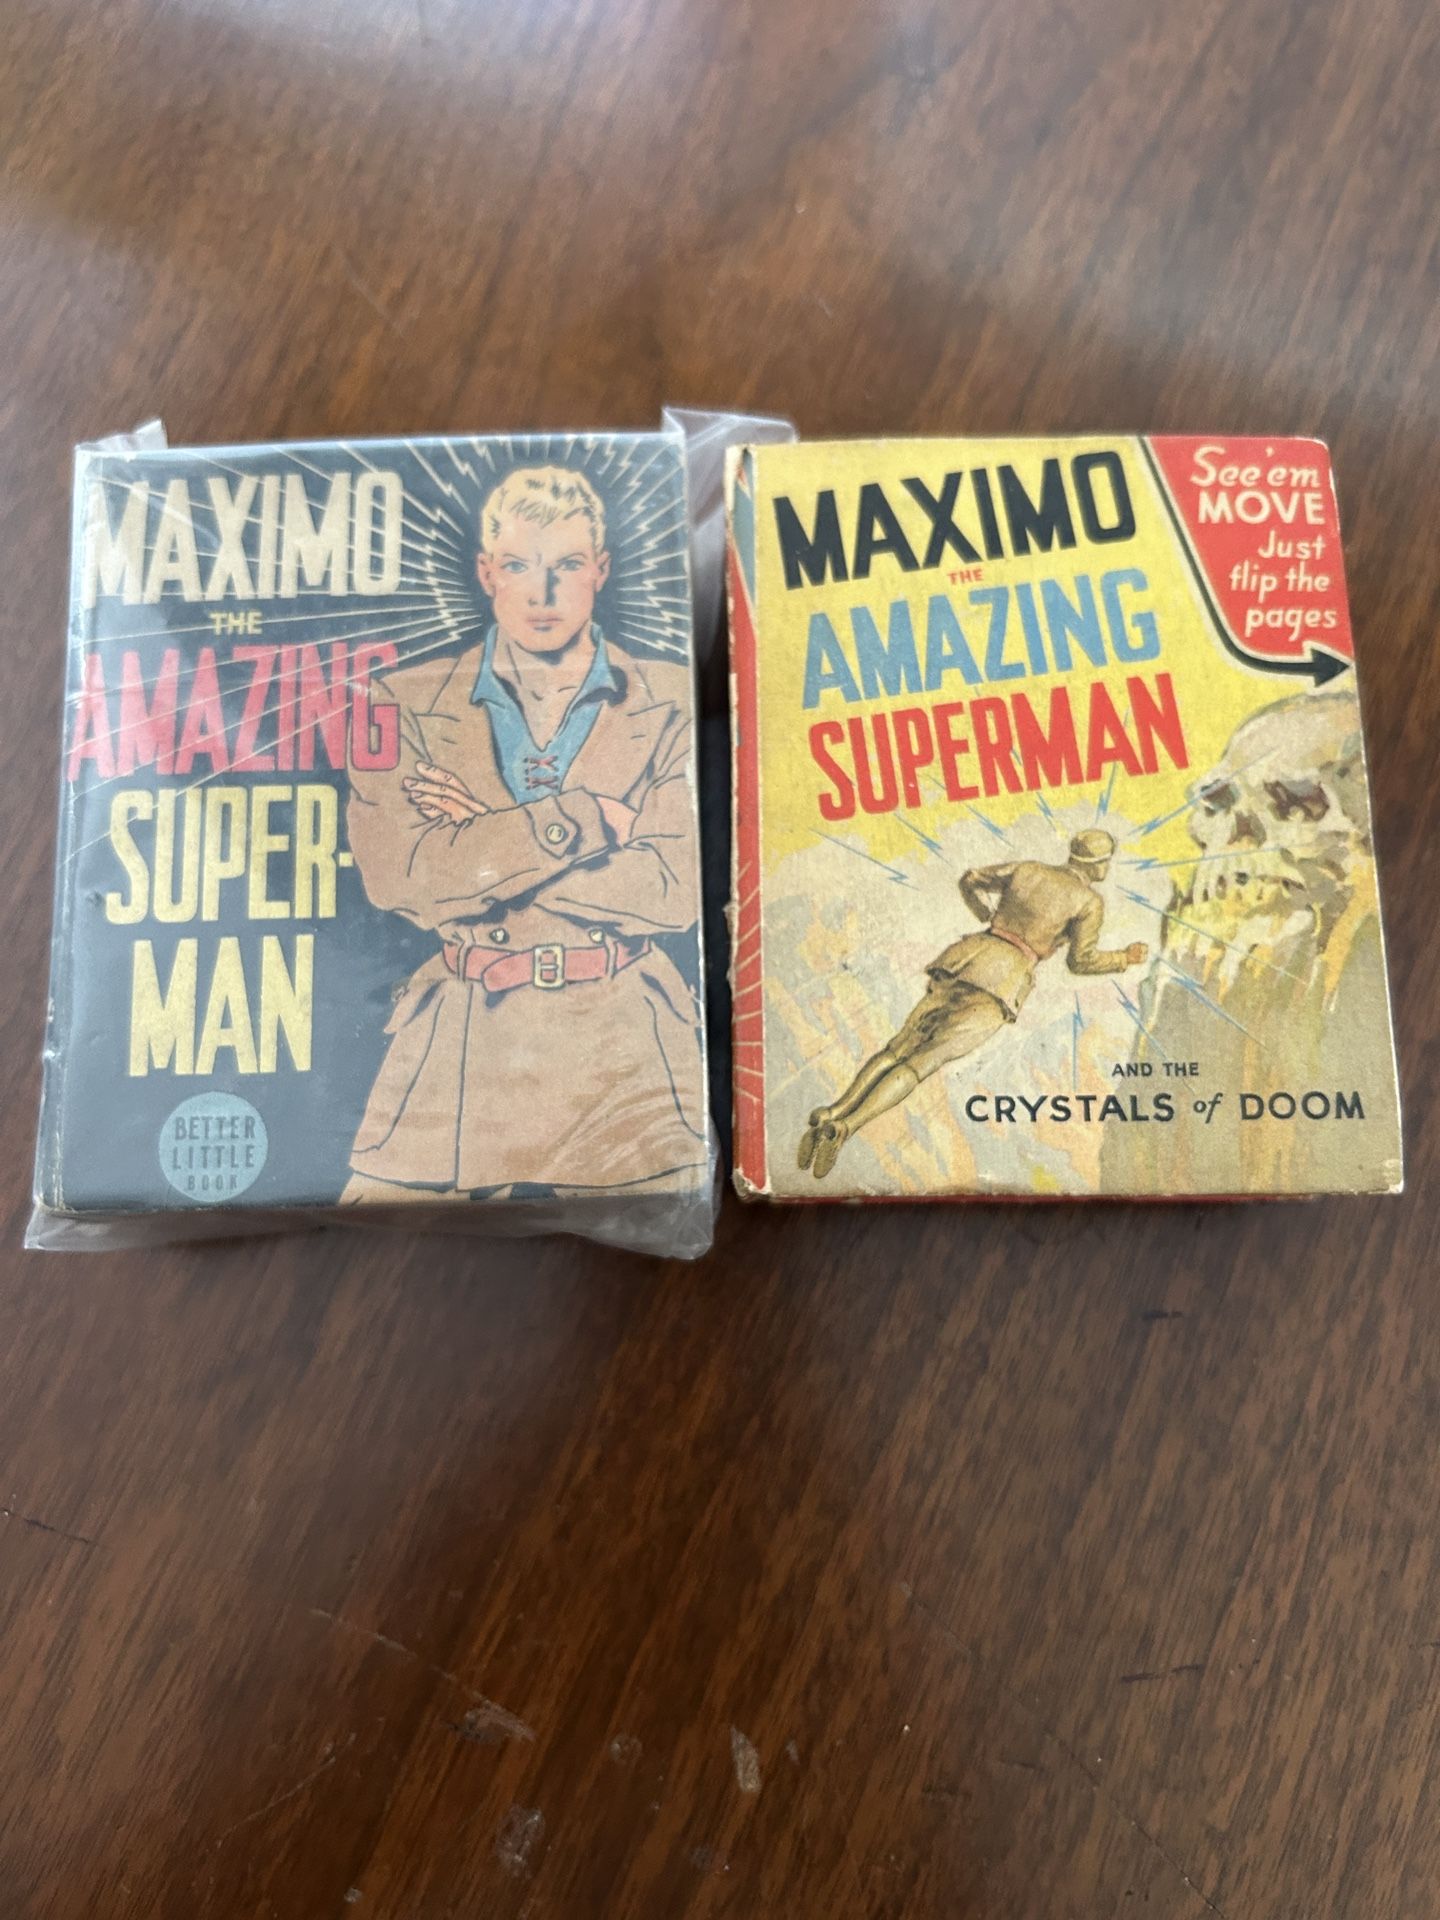 MAXIMO
THE
AMAZING
SUPER-
MAN
BETTER
LITTLE
BOOK
MAXIMO
THE
AMAZING
SUPERMAN
See'em
MOVE
Just
flip the
pages
AND THE
CRYSTALS of DOOM